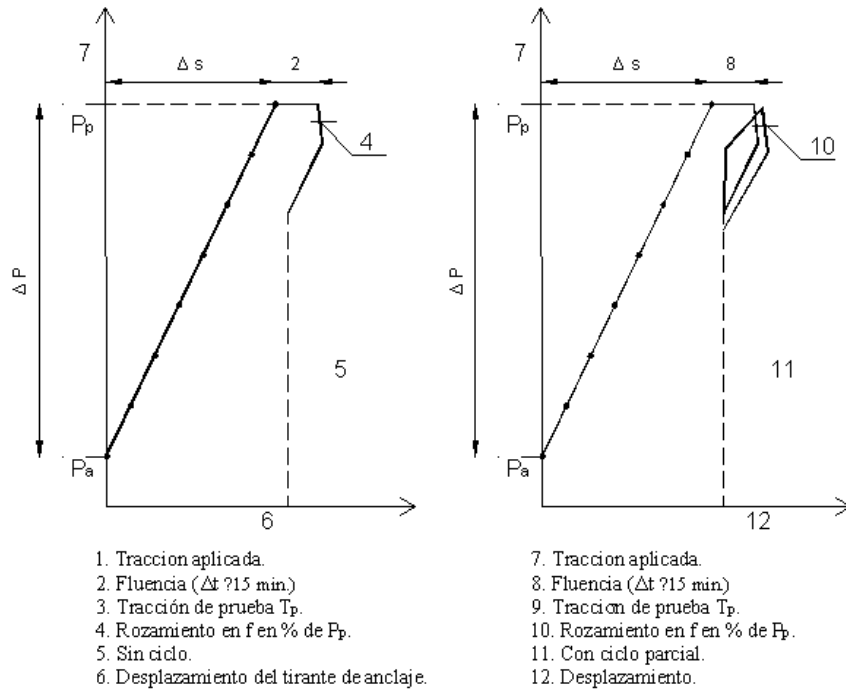 7 Δ s 2
7 Δ s 8
Pp 4
Pp 10
Δ P
Δ P
5
11
Pa
Pa
6
12
1. Traccion aplicada.
2. Fluencia (Δt ?15 min.)
3. Tracción de prueba Tp.
4. Rozamiento en f en % de Pp.
5. Sin ciclo.
6. Desplazamiento del tirante de anclaje.
7. Traccion aplicada.
8. Fluencia (Δt ?15 min.)
9. Traccion de prueba Tp.
10. Rozamiento en f en % de Pp.
11. Con ciclo parcial.
12. Desplazamiento.